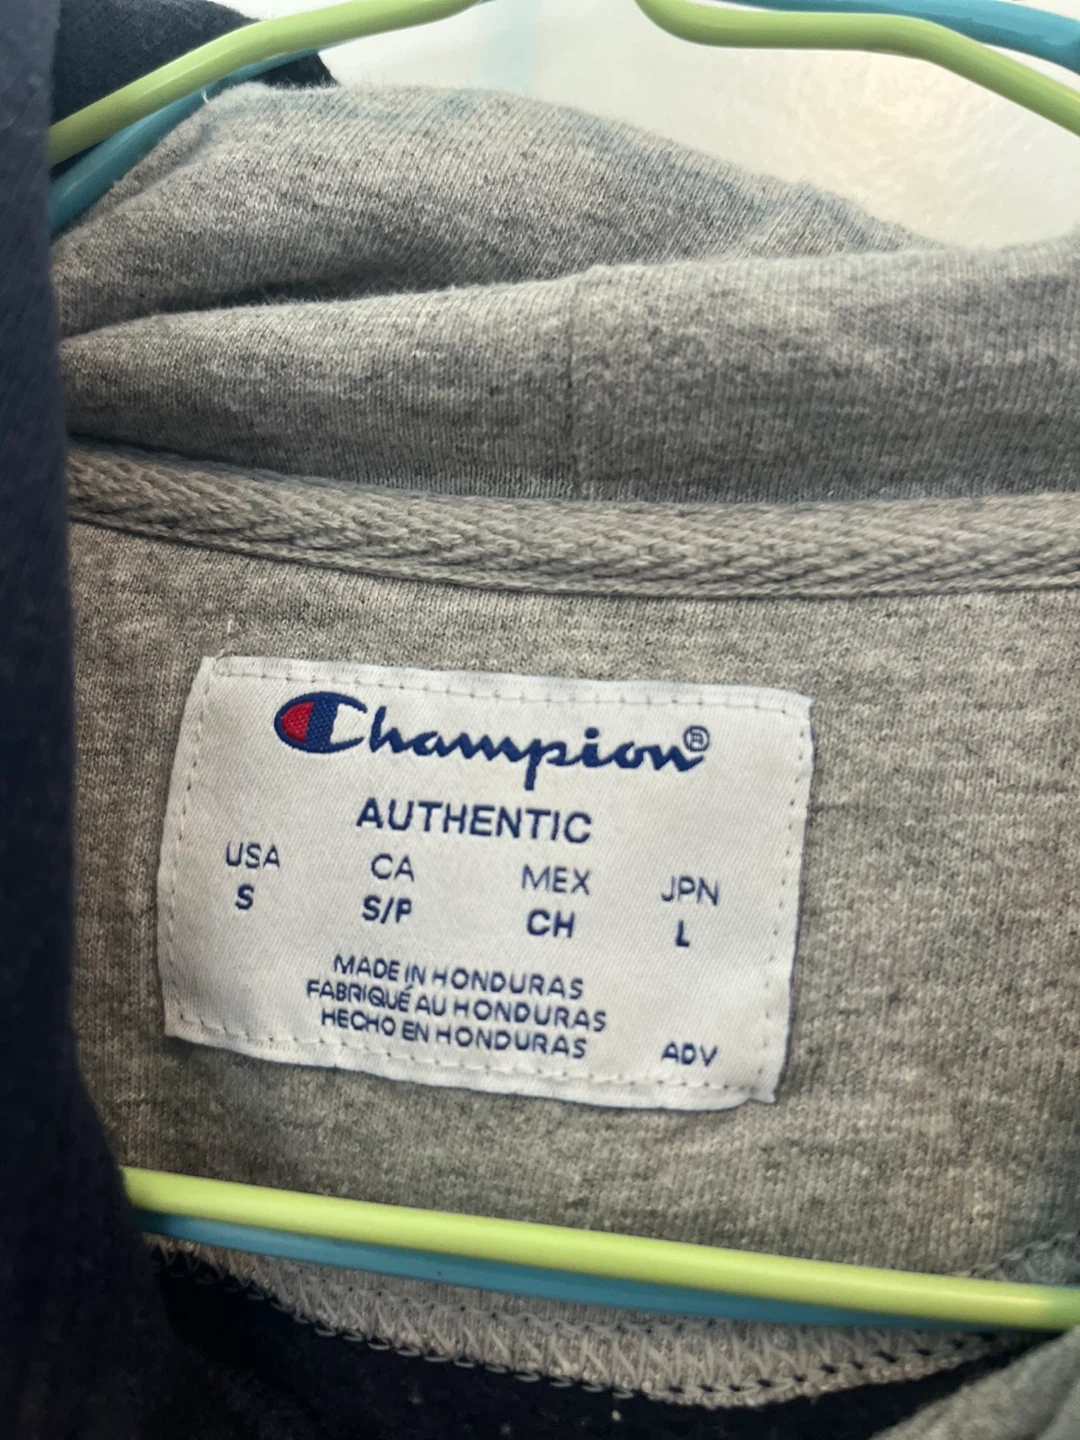 Champion®
AUTHENTIC
USA CA MEX JPN
S S/P CH L
MADE IN HONDURAS
FABRIQUÉ AU HONDURAS
HECHO EN HONDURAS ADV